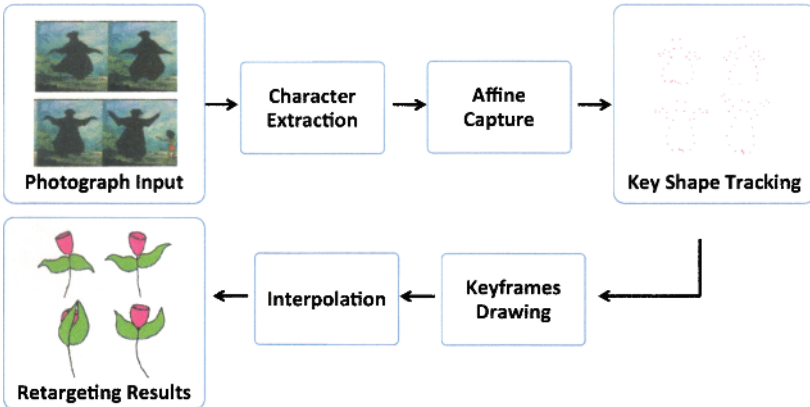 Photograph Input
Character
Extraction
Affine
Capture
Key Shape Tracking
Keyframes
Drawing
Interpolation
Retargeting Results